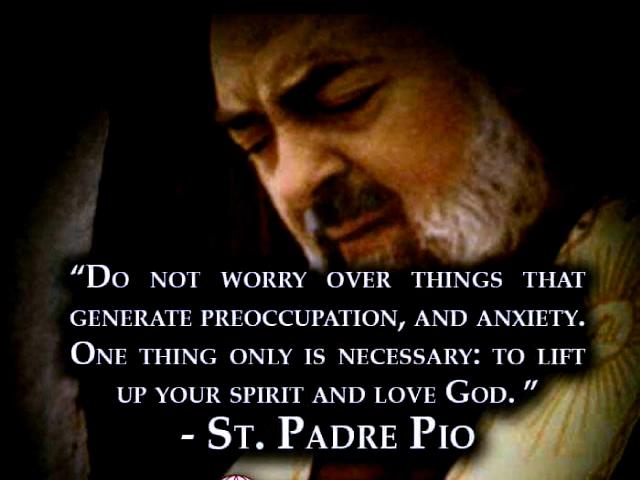 “Do not worry over things that
generate preoccupation, and anxiety.
One thing only is necessary: to lift
up your spirit and love God. ”
- St. Padre Pio